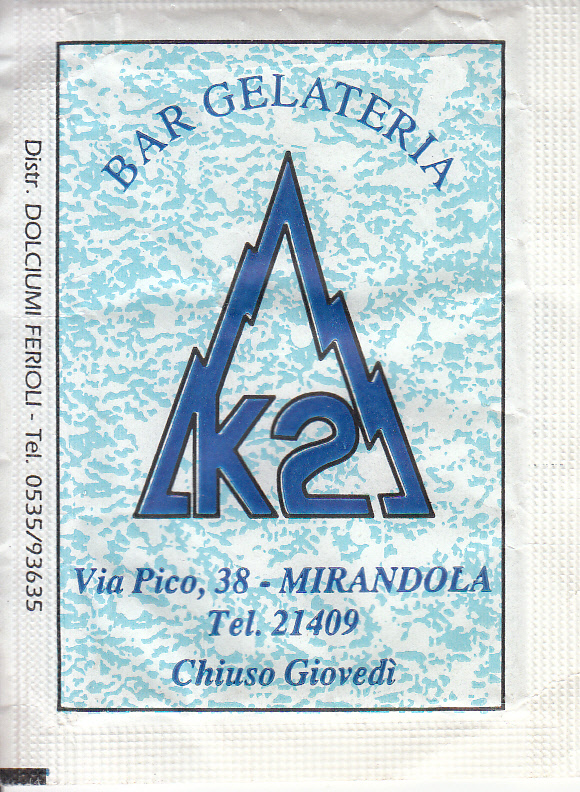 BAR GELATERIA
K2
Via Pico, 38 - MIRANDOLA
Tel. 21409
Chiuso Giovedì
Distr. DOLCIUMI FERIOLI - Tel. 0535/93635